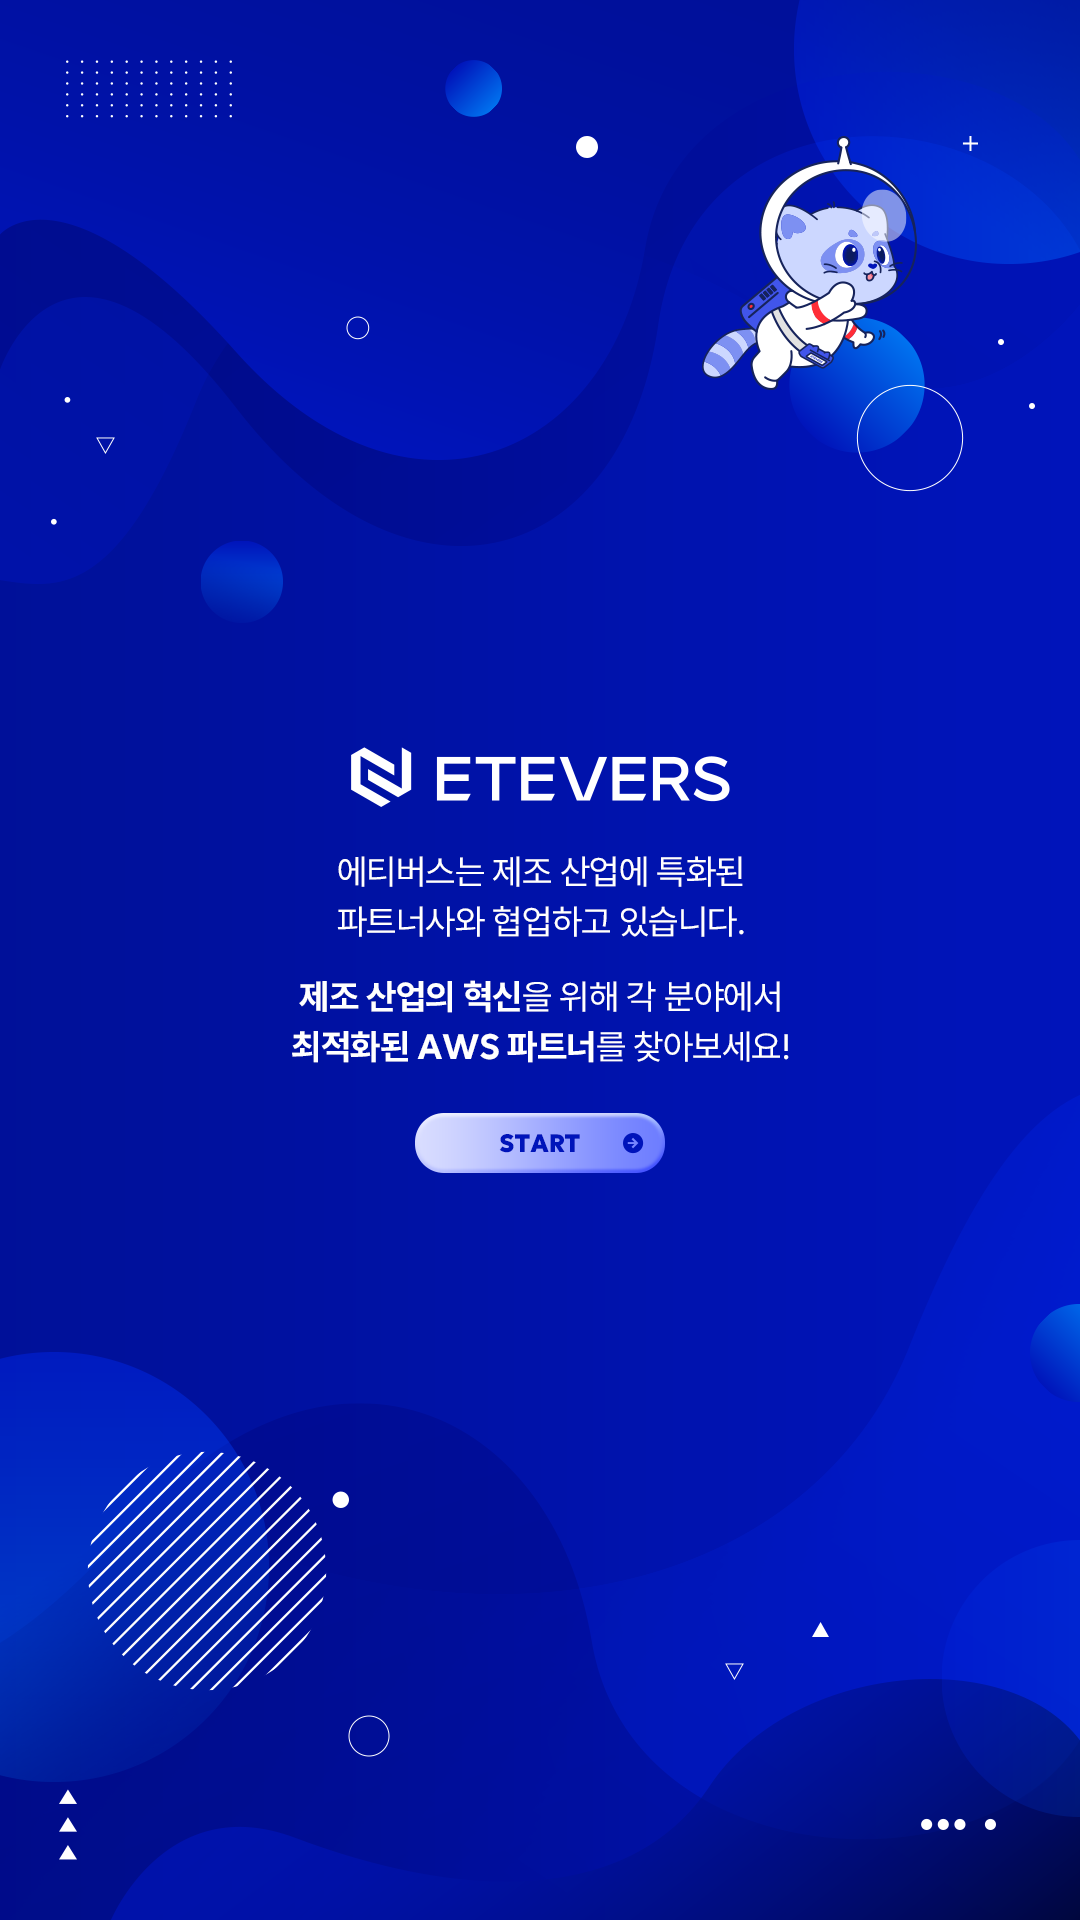 ETEVERS
에티버스는 제조 산업에 특화된
파트너사와 협업하고 있습니다.
제조 산업의 혁신을 위해 각 분야에서
최적화된 AWS 파트너를 찾아보세요!
START